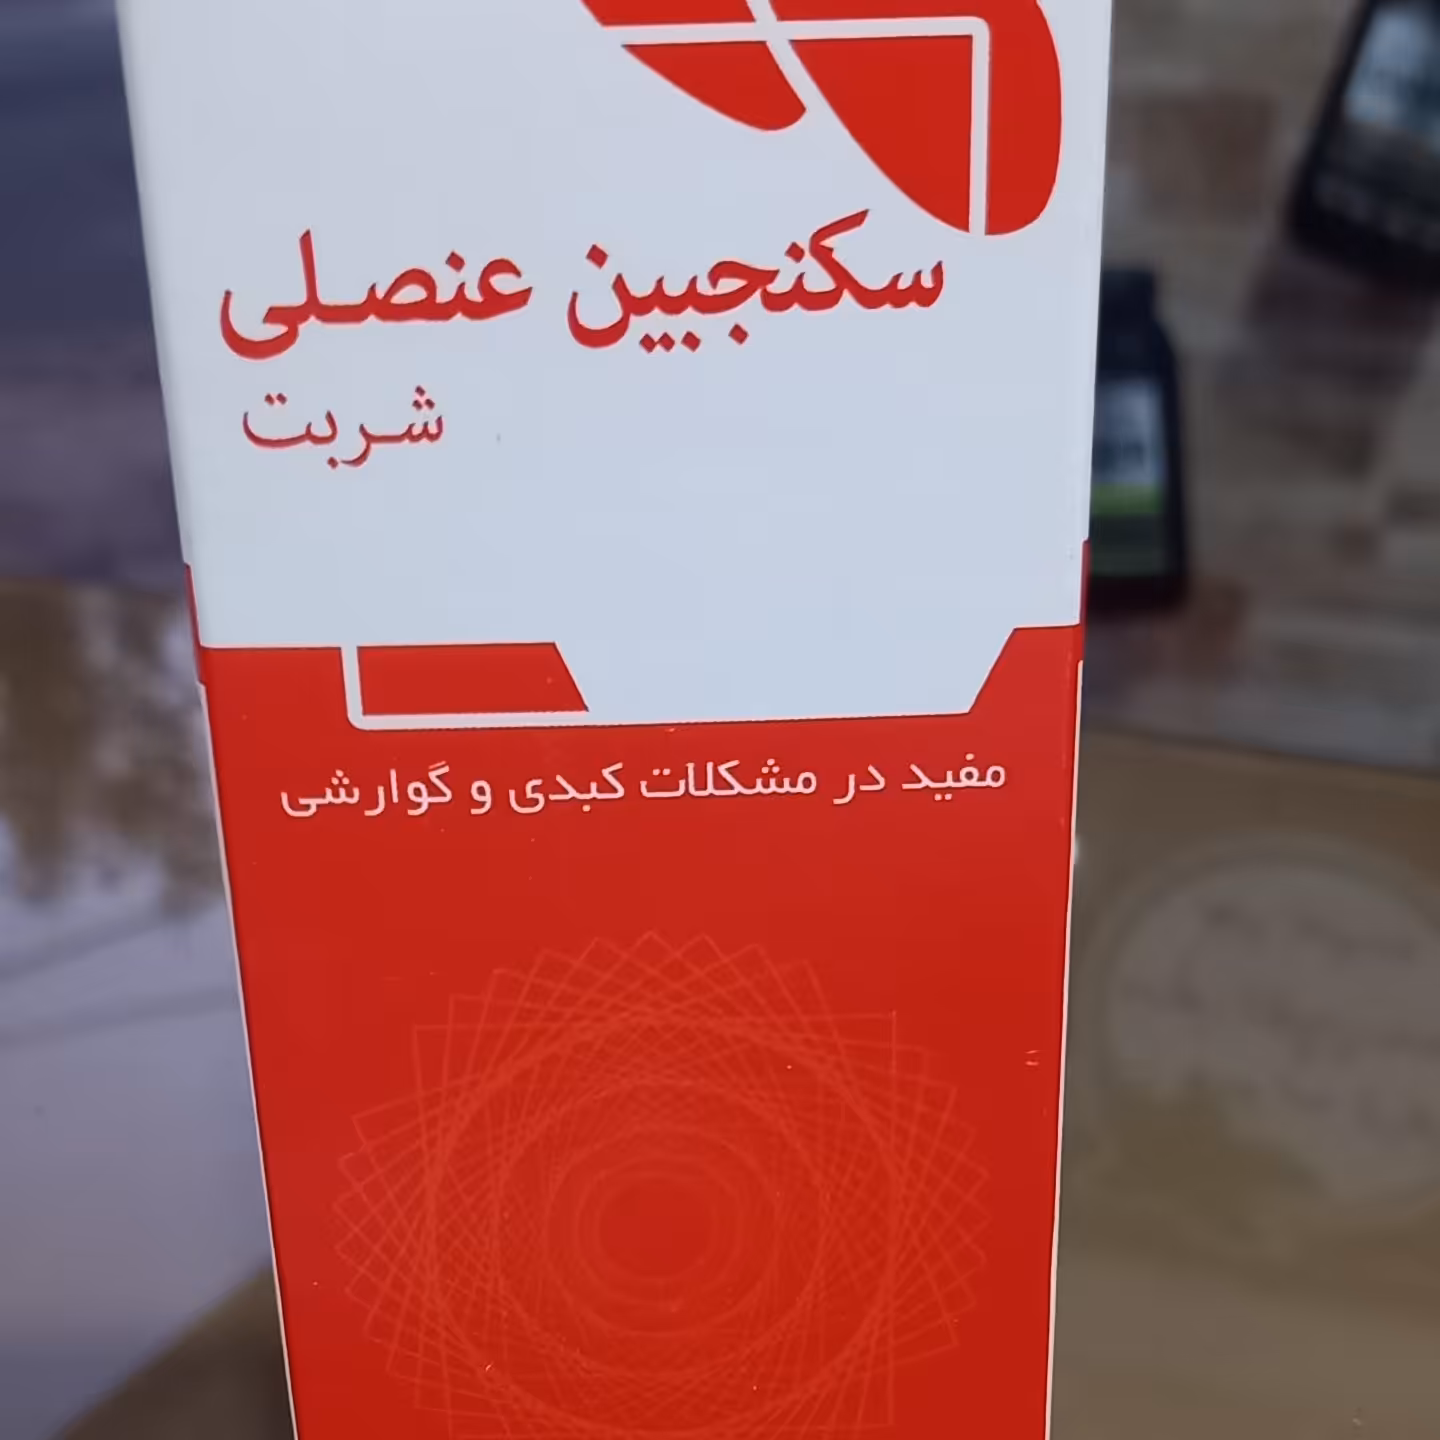 سکنجبین عنصلی
شربت
مفید در مشکلات کبدی و گوارشی